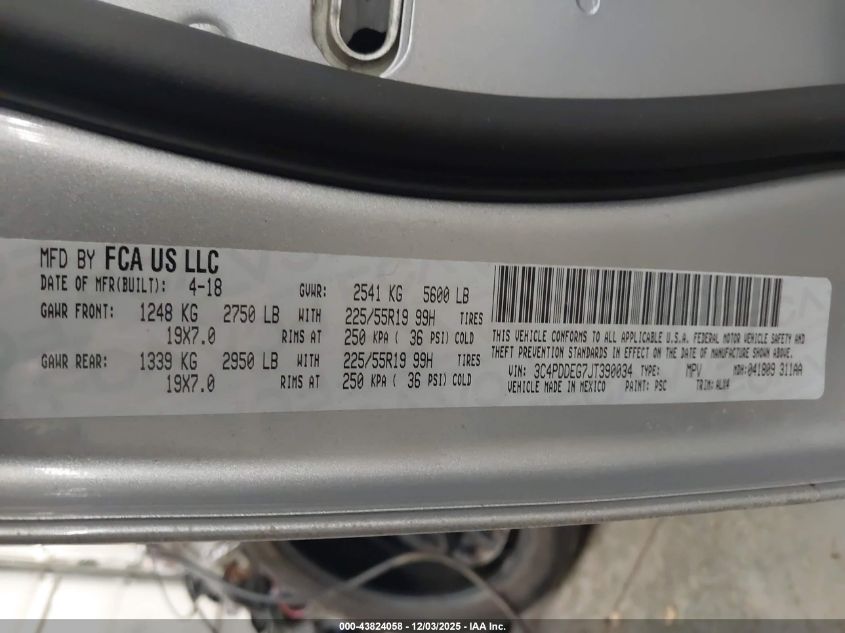 MFD BY FCA US LLC
DATE OF MFR(BUILT): 4-18 GVWR: 2541 KG 5600 LB
GAWR FRONT: 1248 KG 2750 LB WITH 225/55R19 99H TIRES
19X7.0 RIMS AT 250 KPA ( 36 PSI) COLD
GAWR REAR: 1339 KG 2950 LB WITH 225/55R19 99H TIRES
19X7.0 RIMS AT 250 KPA ( 36 PSI) COLD
THIS VEHICLE CONFORMS TO ALL APPLICABLE U.S.A. FEDERAL MOTOR VEHICLE SAFETY AND
THEFT PREVENTION STANDARDS IN EFFECT ON THE DATE OF MANUFACTURE SHOWN ABOVE.
VIN: 3C4PDDEG7JT390034 TYPE: MPV MDH: 041809 311AA
VEHICLE MADE IN MEXICO PAINT: PSC TRIM: ALX9
000-43824058 - 12/03/2025 - IAA Inc.